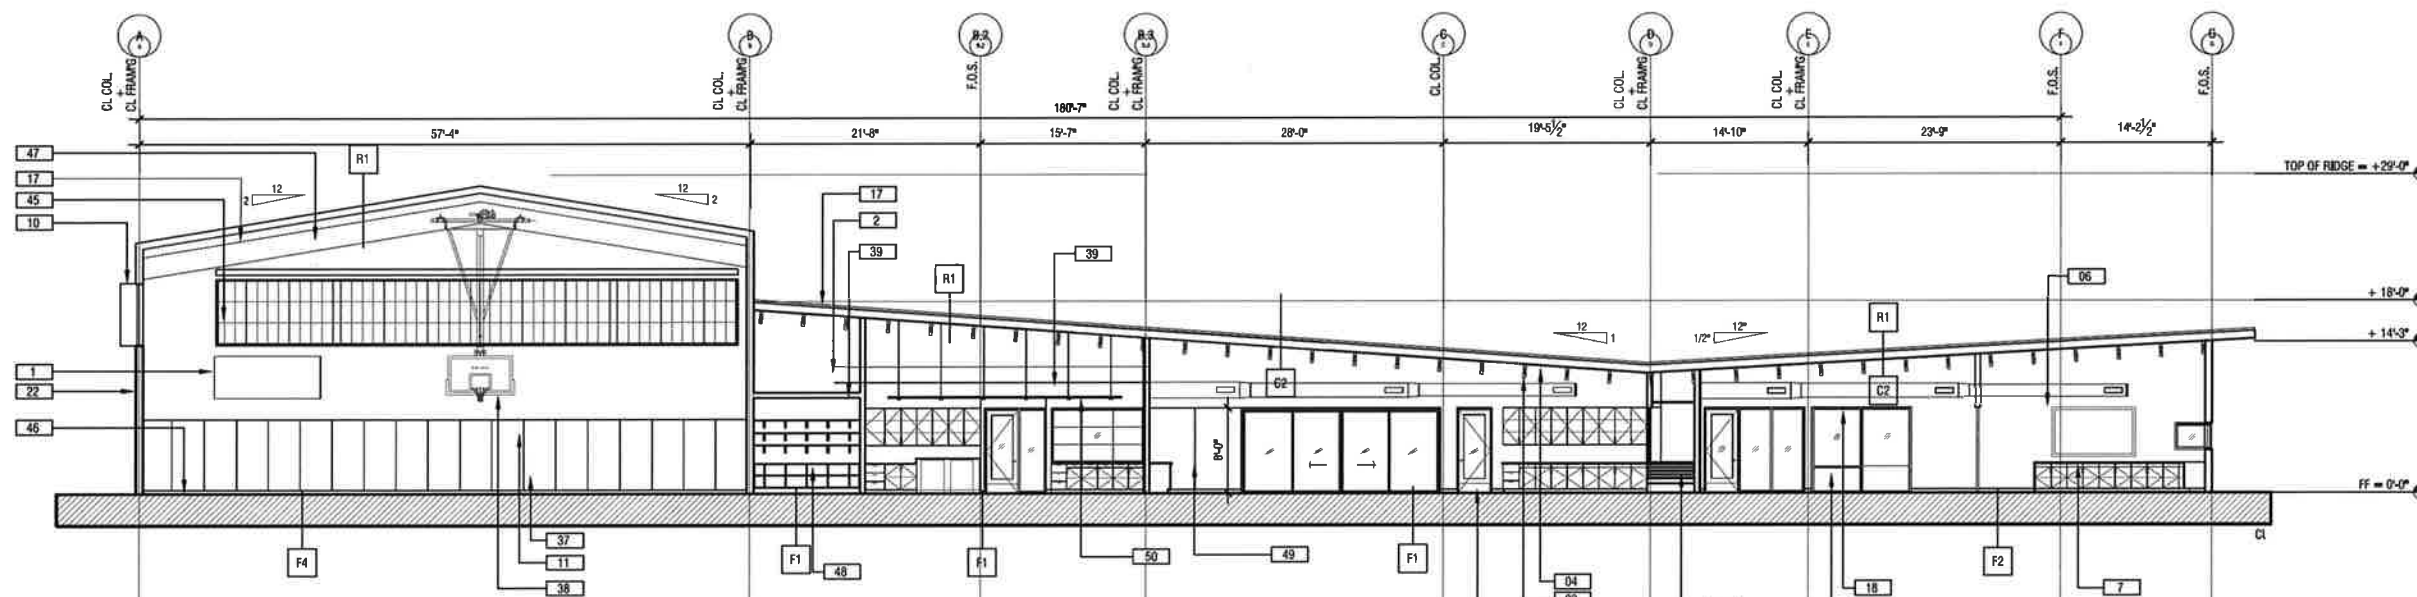 A
B
B.2
B.3
C
D
E
F
G
CL COL.
+
CL FRAM'G
CL COL.
+
CL FRAM'G
F.O.S.
CL COL.
+
CL FRAM'G
CL COL.
CL COL.
+
CL FRAM'G
CL COL.
+
CL FRAM'G
F.O.S.
F.O.S.
180'-7"
57'-4"
21'-8"
15'-7"
28'-0"
19'-5½"
14'-10"
23'-9"
14'-2½"
47
17
45
10
R1
12
2
12
2
17
2
39
39
R1
TOP OF RIDGE = +29'-0"
06
+ 18'-0"
R1
12
1
1/2"
12"
+ 14'-3"
1
22
46
C2
C2
8'-0"
FF = 0'-0"
CL
F4
37
11
38
F1
48
F1
50
49
F1
04
18
F2
7